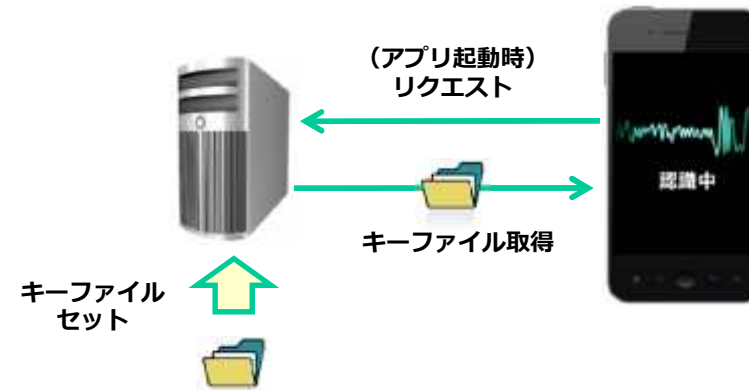 （アプリ起動時）
リクエスト
認識中
キーファイル取得
キーファイル
セット